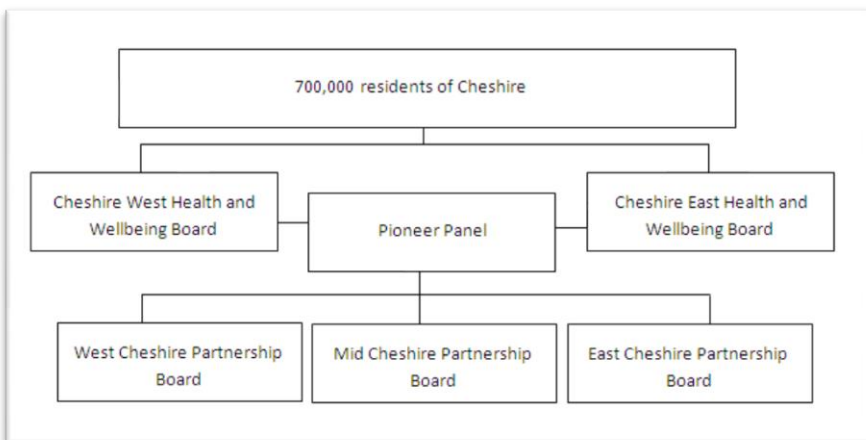 700,000 residents of Cheshire
Cheshire West Health and
Wellbeing Board
Pioneer Panel
Cheshire East Health and
Wellbeing Board
West Cheshire Partnership
Board
Mid Cheshire Partnership
Board
East Cheshire Partnership
Board